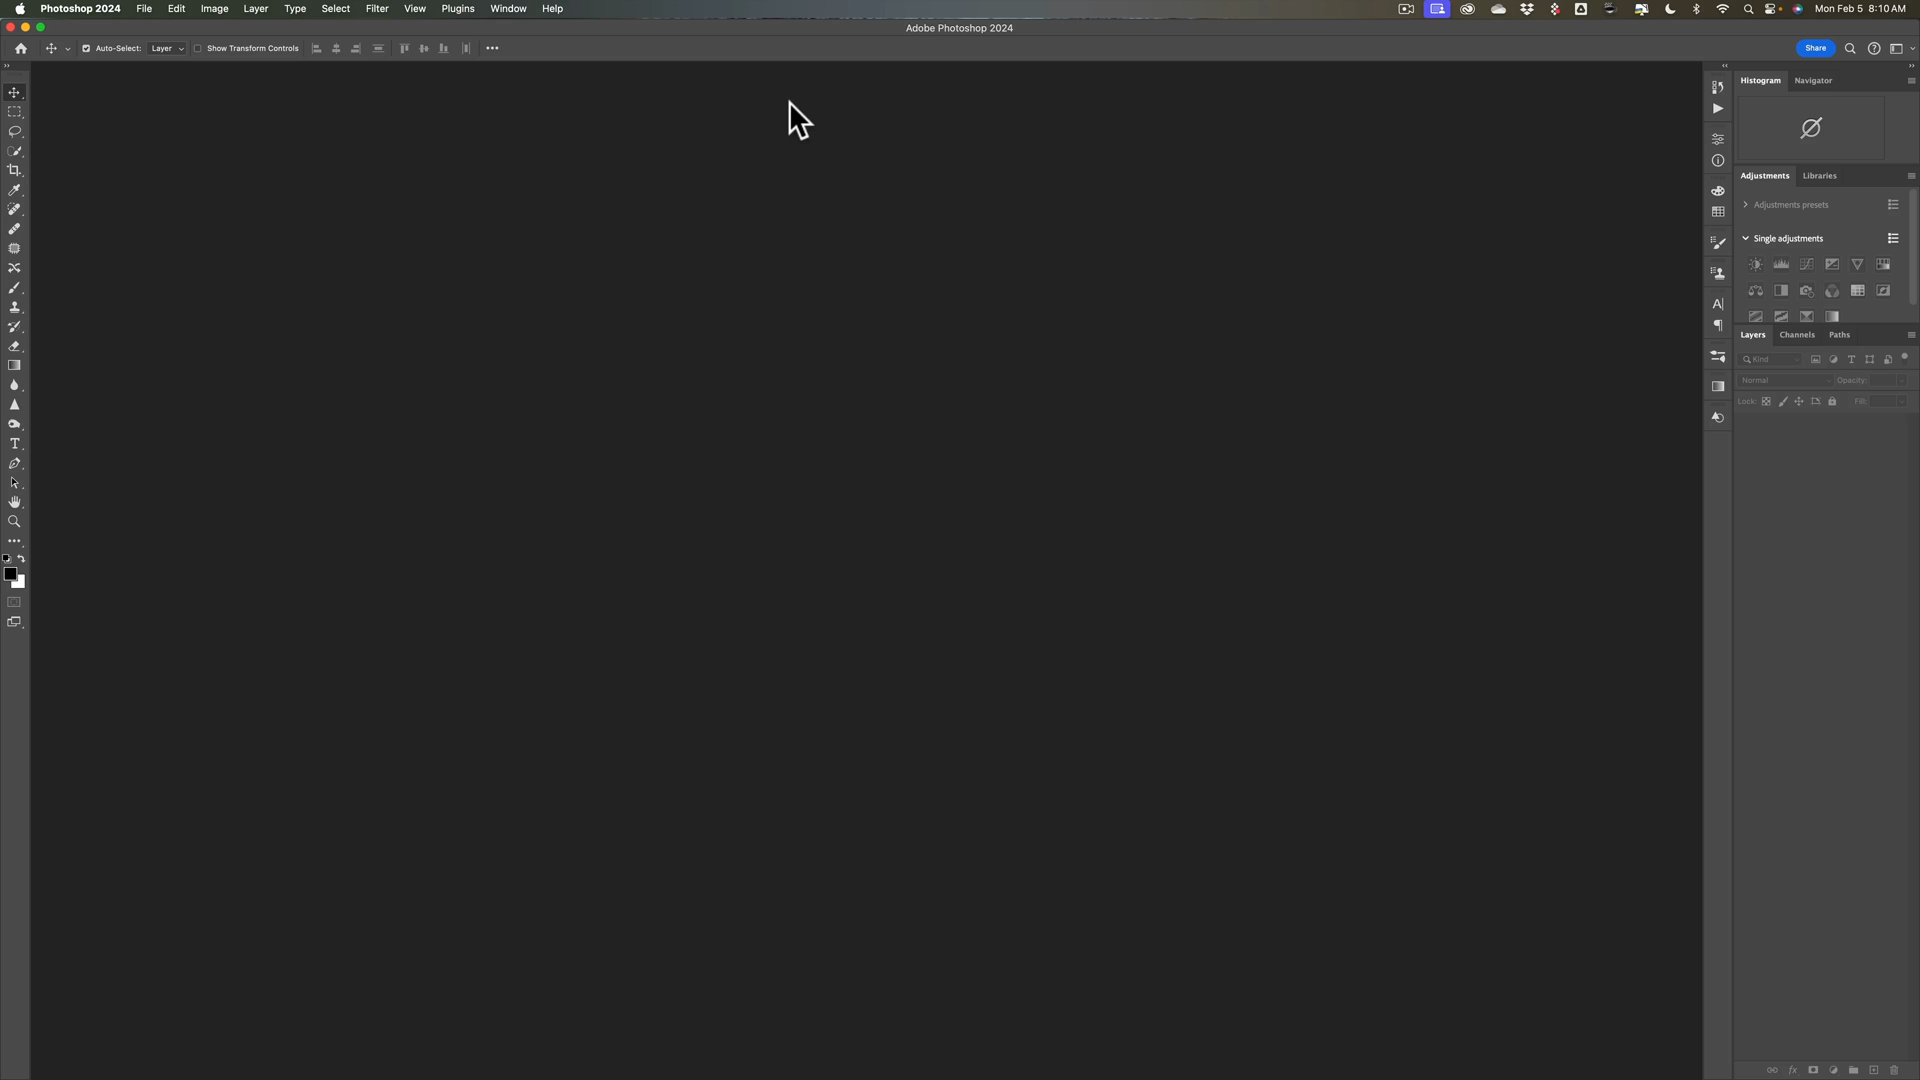 Photoshop 2024 File Edit Image Layer Type Select Filter View Plugins Window Help Mon Feb 5 8:10 AM
Adobe Photoshop 2024
Auto-Select: Layer Show Transform Controls Share
Histogram Navigator
Adjustments Libraries
Adjustments presets
Single adjustments
Layers Channels Paths
Kind
Normal Opacity:
Lock: Fill: